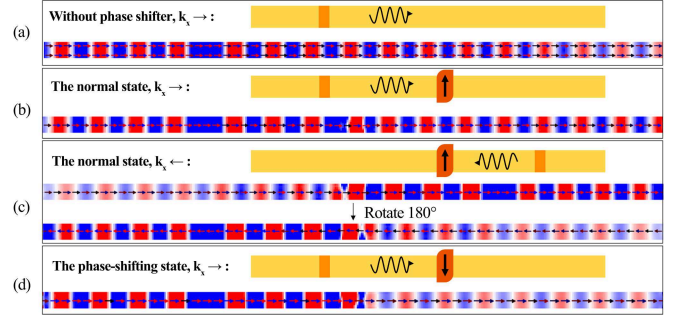 Without phase shifter, kₓ → :
(a)
The normal state, kₓ → :
(b)
The normal state, kₓ ← :
(c)
Rotate 180°
The phase-shifting state, kₓ → :
(d)